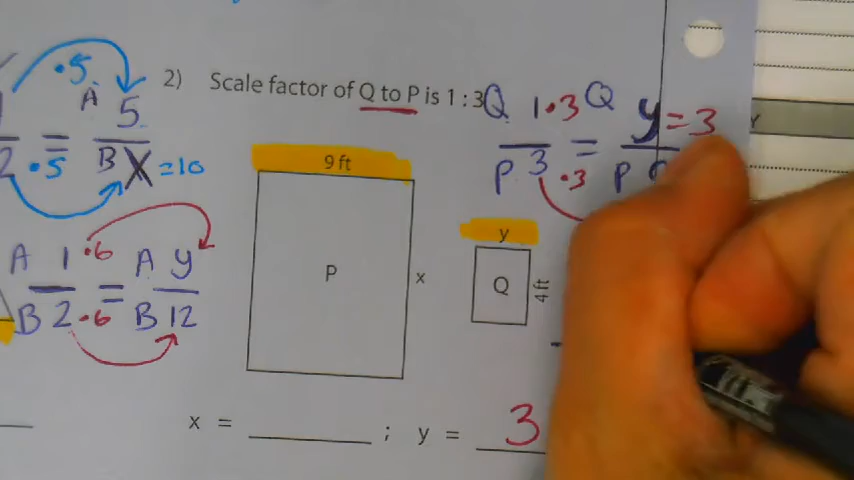 ·5
2) Scale factor of Q to P is 1 : 3
A 5
2 ·5 = B X = 10
Q 1·3 Q y = 3
P 3 ·3 = P
9 ft
P
x
y
Q
4 ft
A 1 ·6 = A y
B 2 ·6 B 12
x = ____ ; y = 3